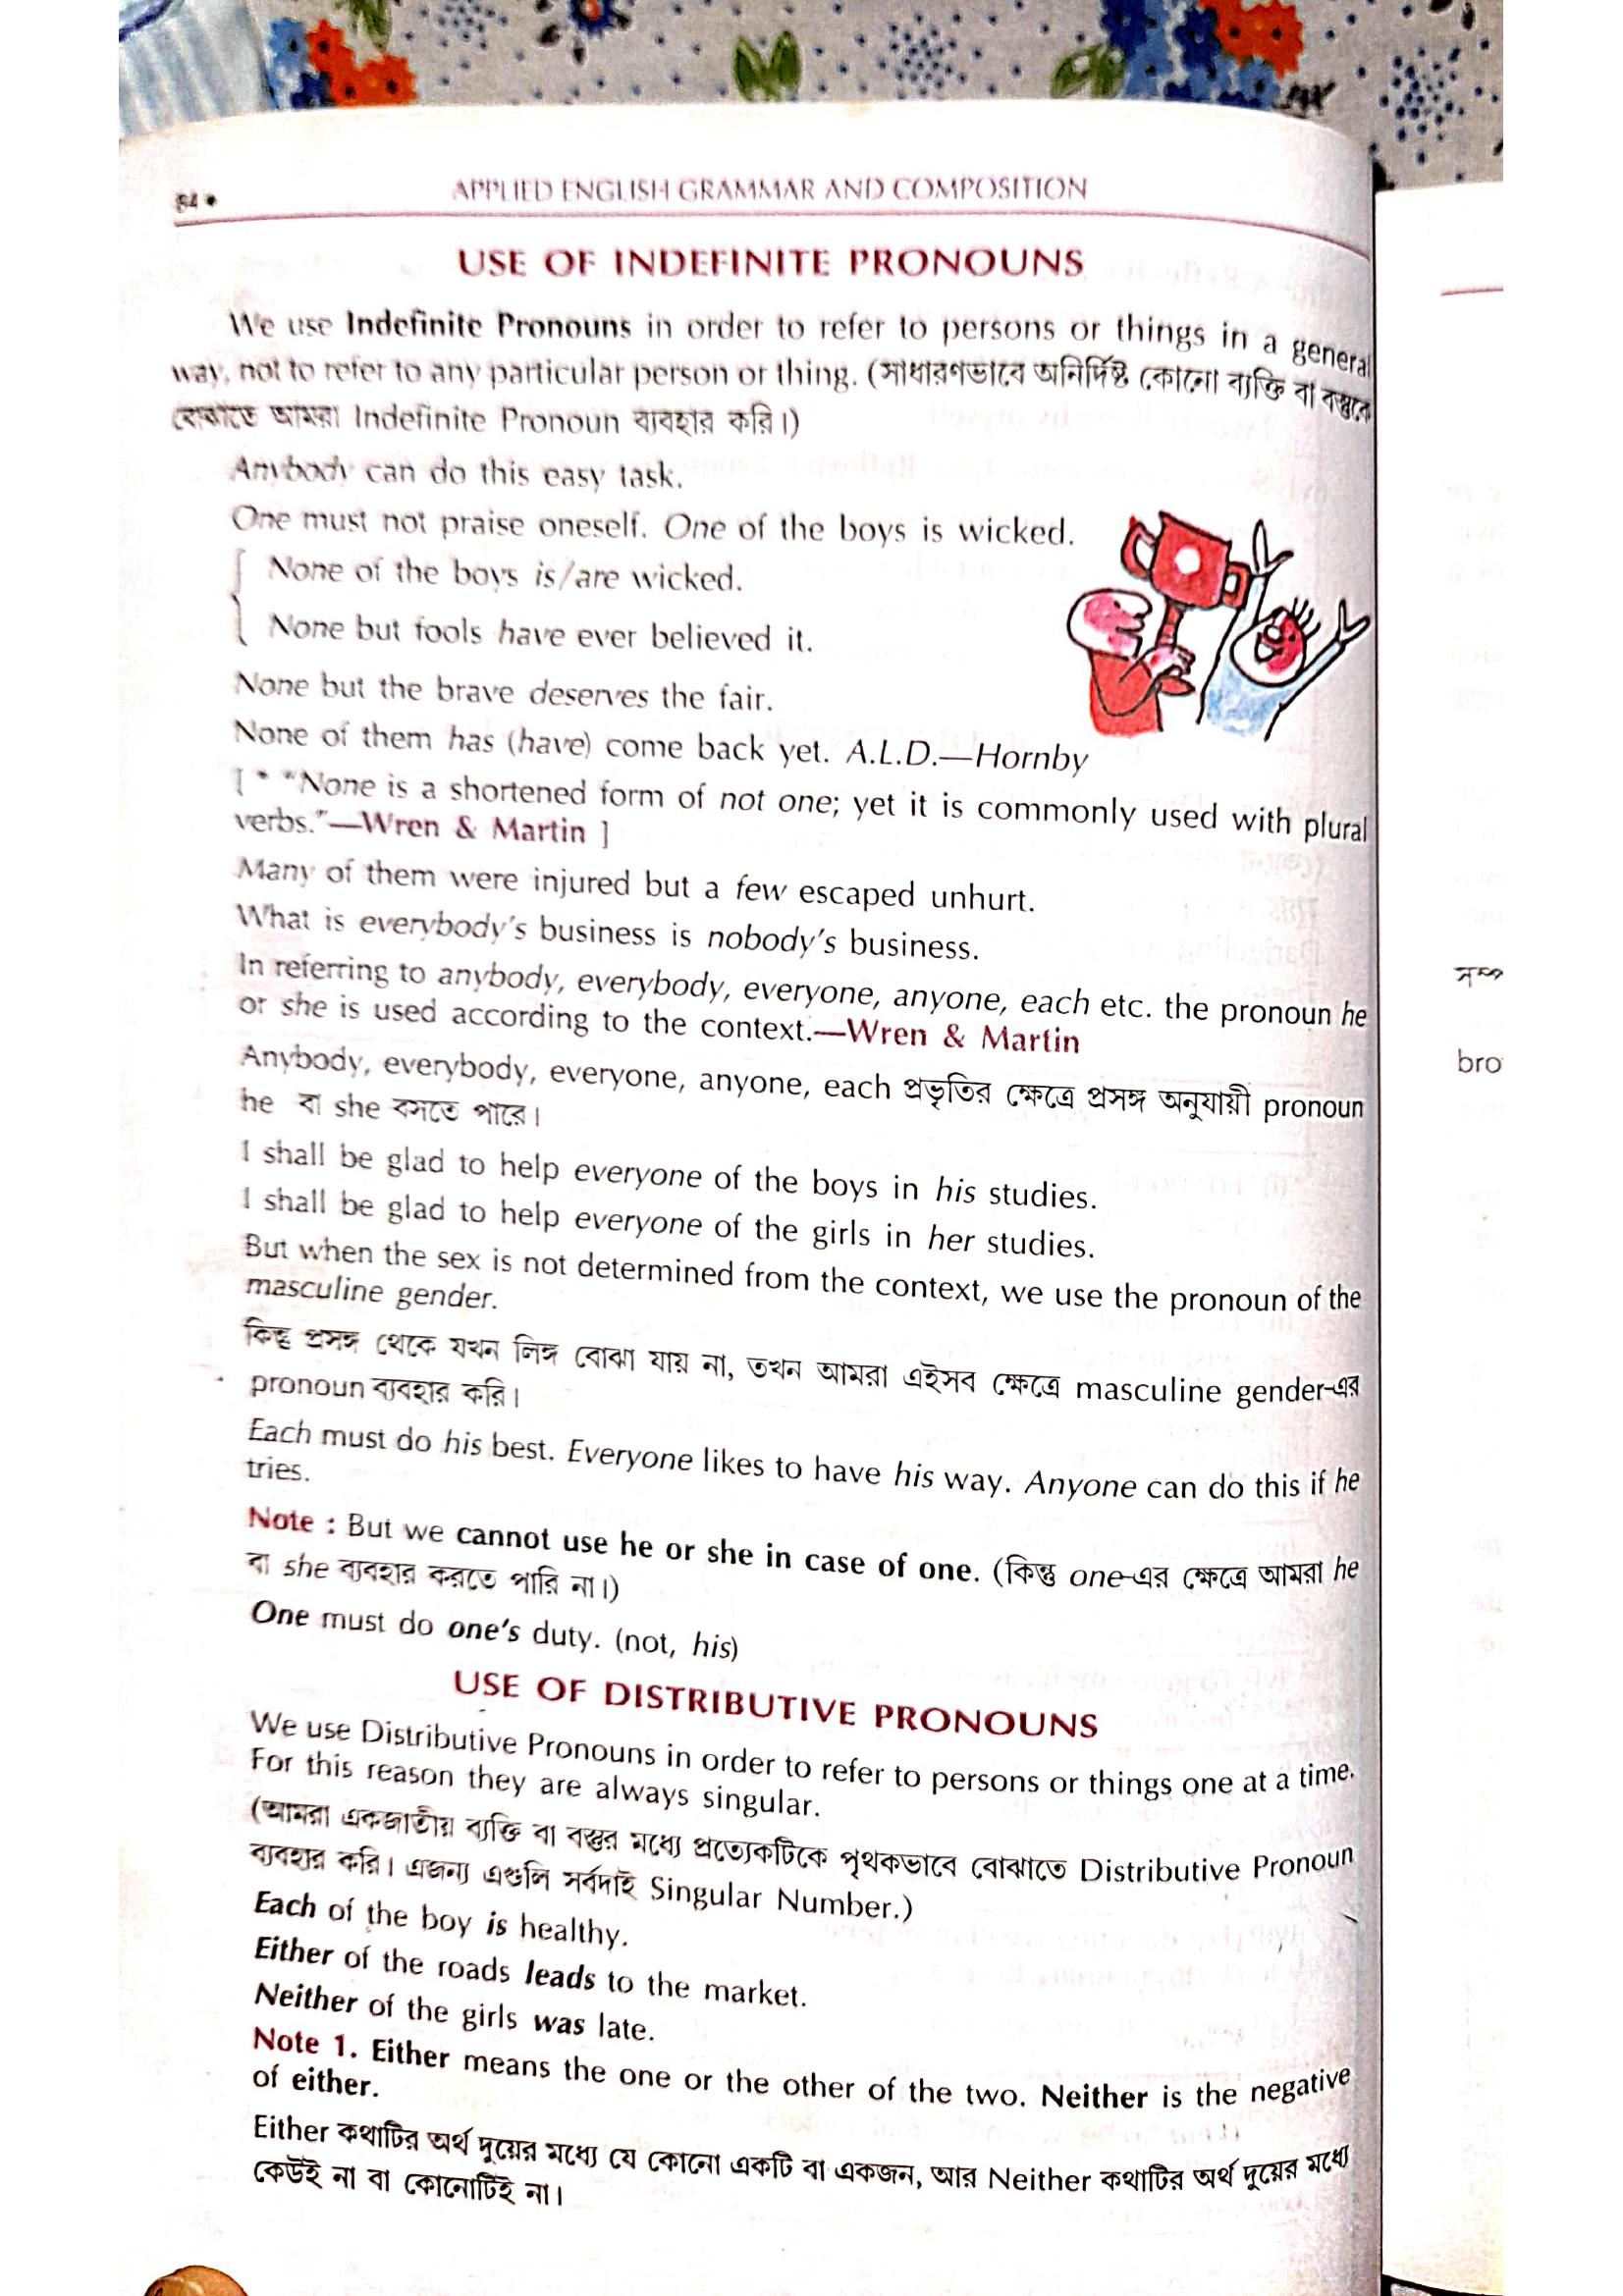 84 •
APPLIED ENGLISH GRAMMAR AND COMPOSITION
USE OF INDEFINITE PRONOUNS
We use Indefinite Pronouns in order to refer to persons or things in a general
way, not to refer to any particular person or thing. (সাধারণভাবে অনির্দিষ্ট কোনো ব্যক্তি বা বস্তুকে
বোঝাতে আমরা Indefinite Pronoun ব্যবহার করি।)
Anybody can do this easy task.
One must not praise oneself. One of the boys is wicked.
None of the boys is/are wicked.
None but fools have ever believed it.
None but the brave deserves the fair.
None of them has (have) come back yet. A.L.D.—Hornby
[ * “None is a shortened form of not one; yet it is commonly used with plural
verbs.”—Wren & Martin ]
Many of them were injured but a few escaped unhurt.
What is everybody’s business is nobody’s business.
In referring to anybody, everybody, everyone, anyone, each etc. the pronoun he
or she is used according to the context.—Wren & Martin
Anybody, everybody, everyone, anyone, each প্রভৃতির ক্ষেত্রে প্রসঙ্গ অনুযায়ী pronoun
he বা she বসতে পারে।
I shall be glad to help everyone of the boys in his studies.
I shall be glad to help everyone of the girls in her studies.
But when the sex is not determined from the context, we use the pronoun of the
masculine gender.
কিন্তু প্রসঙ্গ থেকে যখন লিঙ্গ বোঝা যায় না, তখন আমরা এইসব ক্ষেত্রে masculine gender-এর
pronoun ব্যবহার করি।
Each must do his best. Everyone likes to have his way. Anyone can do this if he
tries.
Note : But we cannot use he or she in case of one. (কিন্তু one-এর ক্ষেত্রে আমরা he
বা she ব্যবহার করতে পারি না।)
One must do one’s duty. (not, his)
USE OF DISTRIBUTIVE PRONOUNS
We use Distributive Pronouns in order to refer to persons or things one at a time.
For this reason they are always singular.
(আমরা একজাতীয় ব্যক্তি বা বস্তুর মধ্যে প্রত্যেকটিকে পৃথকভাবে বোঝাতে Distributive Pronoun
ব্যবহার করি। এজন্য এগুলি সর্বদাই Singular Number.)
Each of the boy is healthy.
Either of the roads leads to the market.
Neither of the girls was late.
Note 1. Either means the one or the other of the two. Neither is the negative
of either.
Either কথাটির অর্থ দুয়ের মধ্যে যে কোনো একটি বা একজন, আর Neither কথাটির অর্থ দুয়ের মধ্যে
কেউই না বা কোনোটিই না।
bro